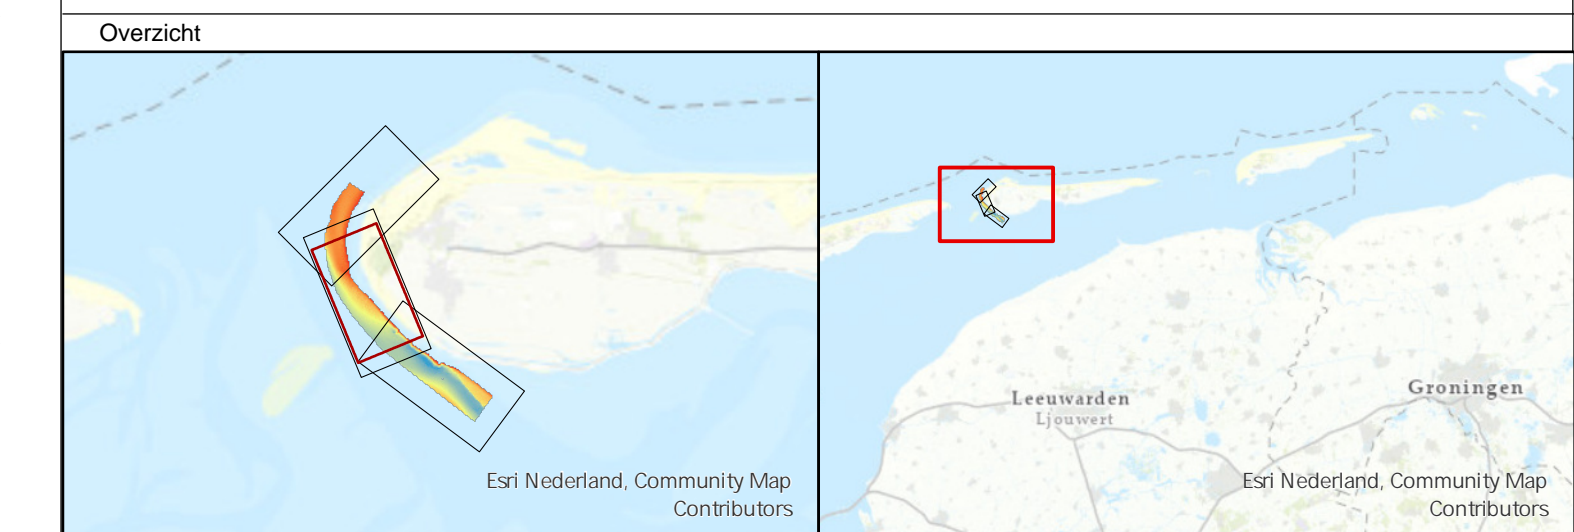 Overzicht
Esri Nederland, Community Map
Contributors
Leeuwarden
Ljouwert
Groningen
Esri Nederland, Community Map
Contributors